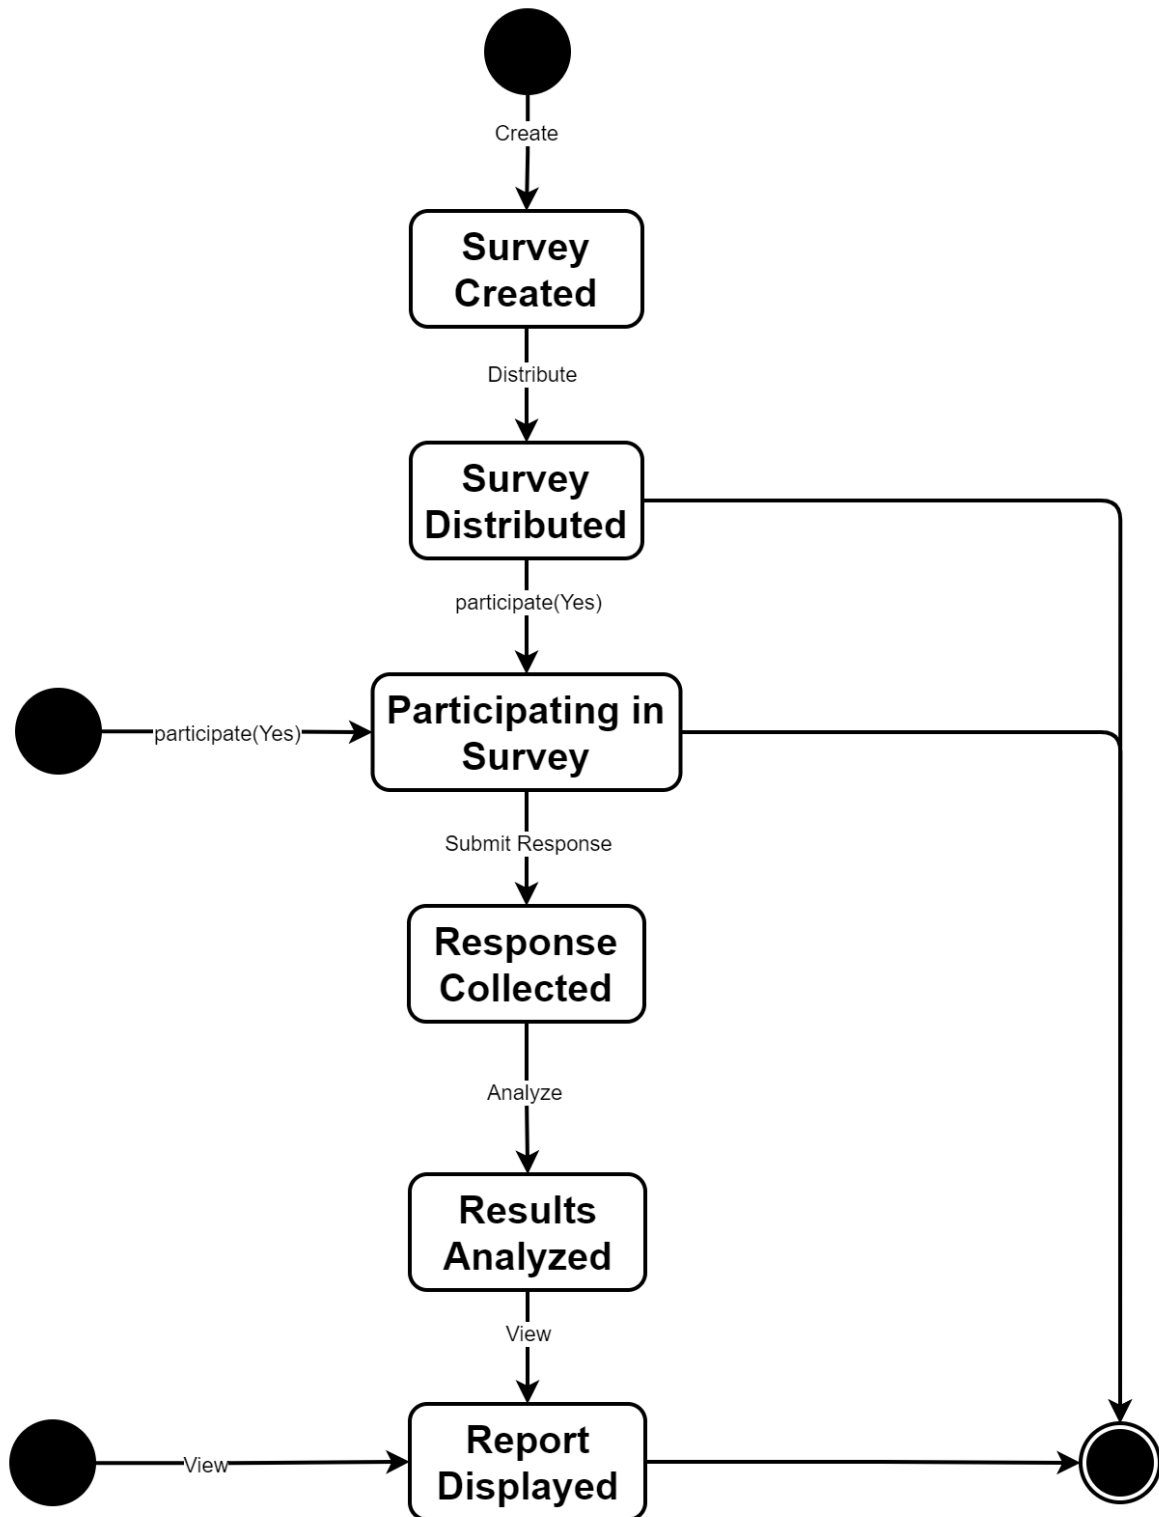 Create
Survey
Created
Distribute
Survey
Distributed
participate(Yes)
Participating in
Survey
participate(Yes)
Submit Response
Response
Collected
Analyze
Results
Analyzed
View
Report
Displayed
View